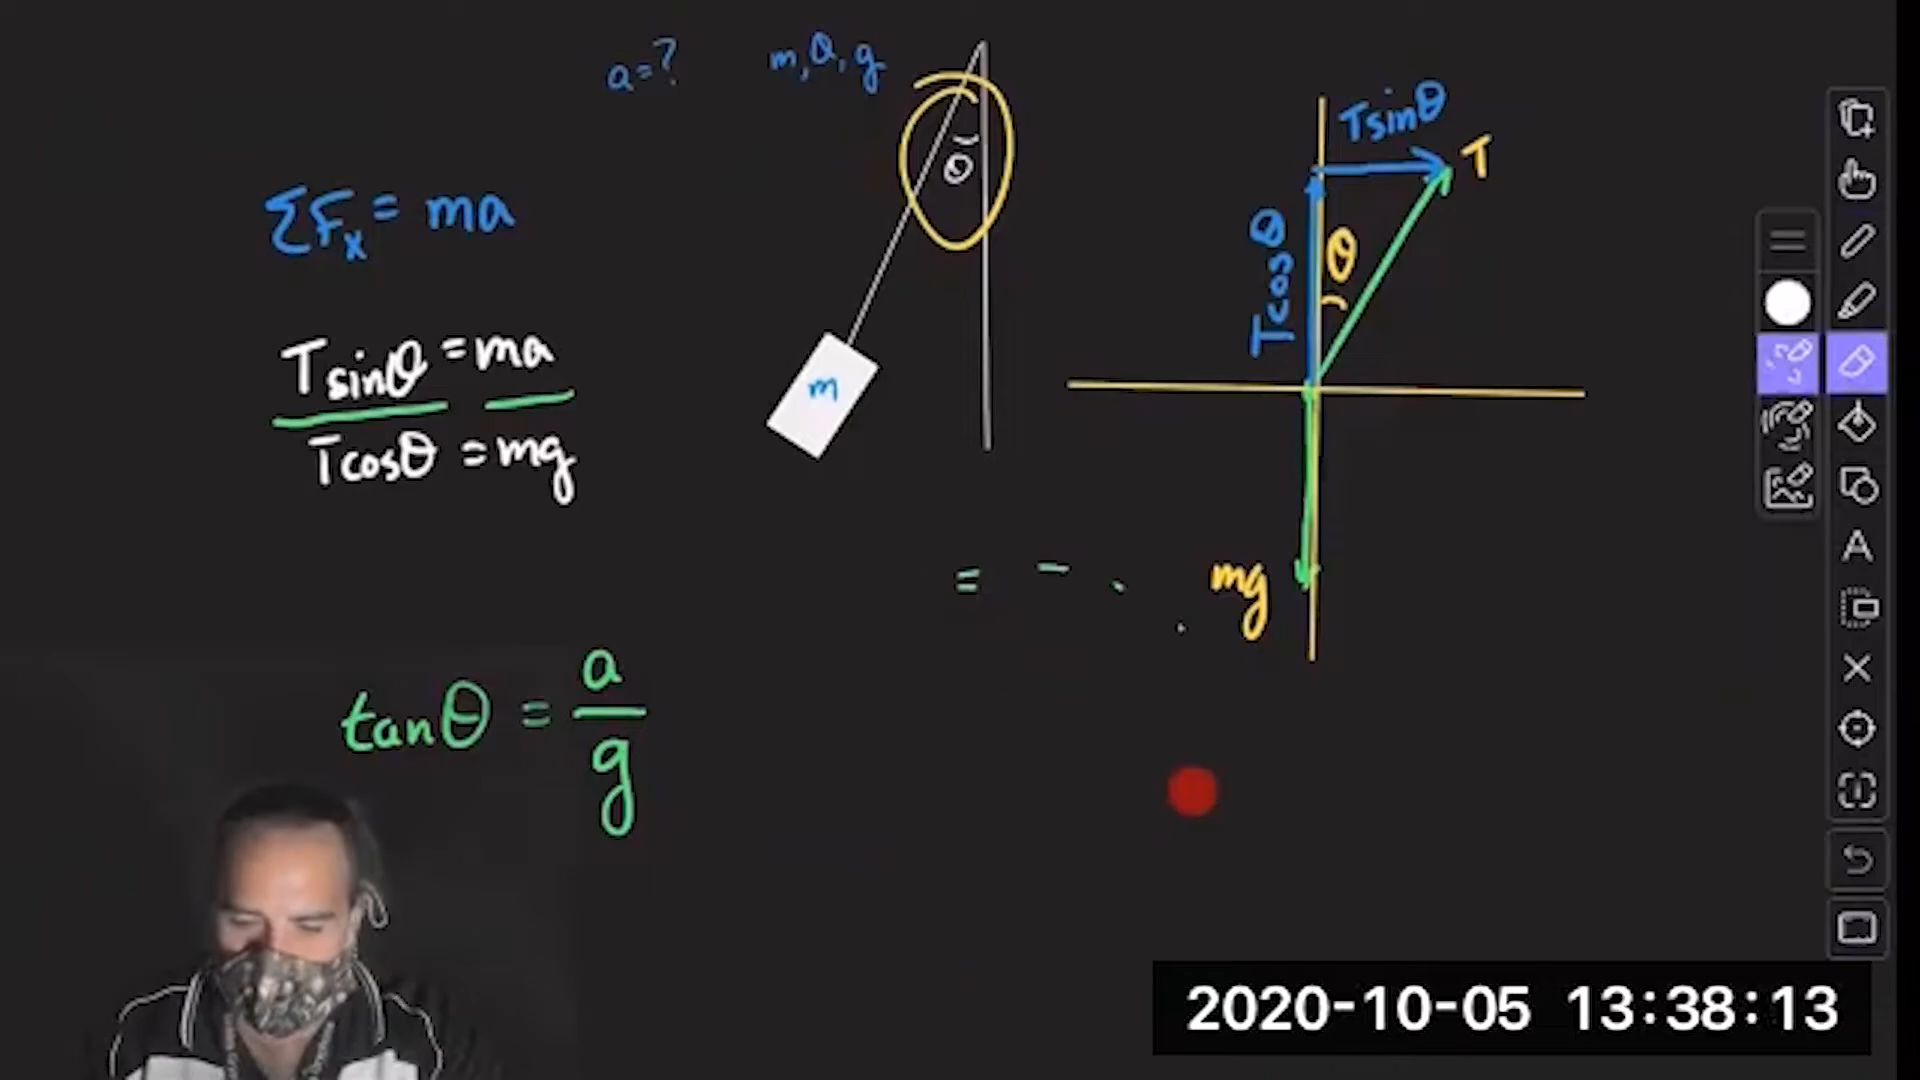 a=?
m, θ, g
ΣFx = ma
Tsinθ = ma
Tcosθ = mg
θ
m
Tsinθ
T
Tcosθ
θ
= - .
mg
tanθ = a/g
A
2020-10-05 13:38:13